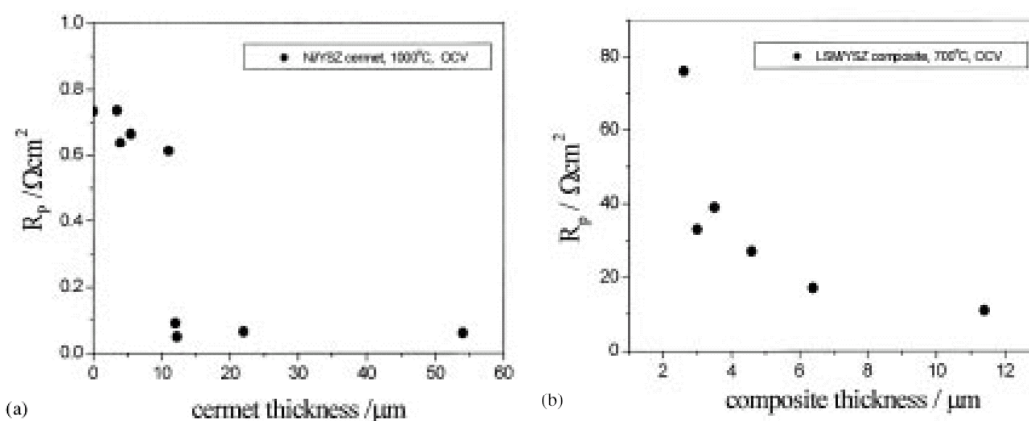 1.0
Ni/YSZ cermet, 1000°C, OCV
0.8
0.6
0.4
0.2
0.0
0 10 20 30 40 50 60
Rₚ /Ωcm²
cermet thickness /μm
(a)
LSM/YSZ composite, 700°C, OCV
80
60
40
20
0
2 4 6 8 10 12
Rₚ / Ωcm²
composite thickness / μm
(b)